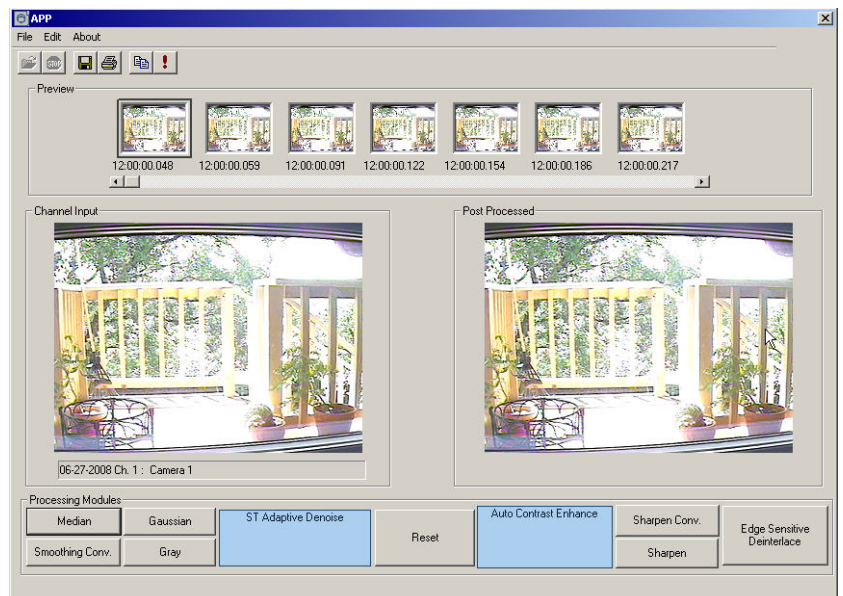 APP
File Edit About
STOP
Preview
12:00:00.048 12:00:00.059 12:00:00.091 12:00:00.122 12:00:00.154 12:00:00.186 12:00:00.217
Channel Input
Post Processed
06-27-2008 Ch. 1 : Camera 1
Processing Modules
Median
Gaussian
ST Adaptive Denoise
Reset
Auto Contrast Enhance
Sharpen Conv.
Edge Sensitive
Deinterlace
Smoothing Conv.
Gray
Sharpen